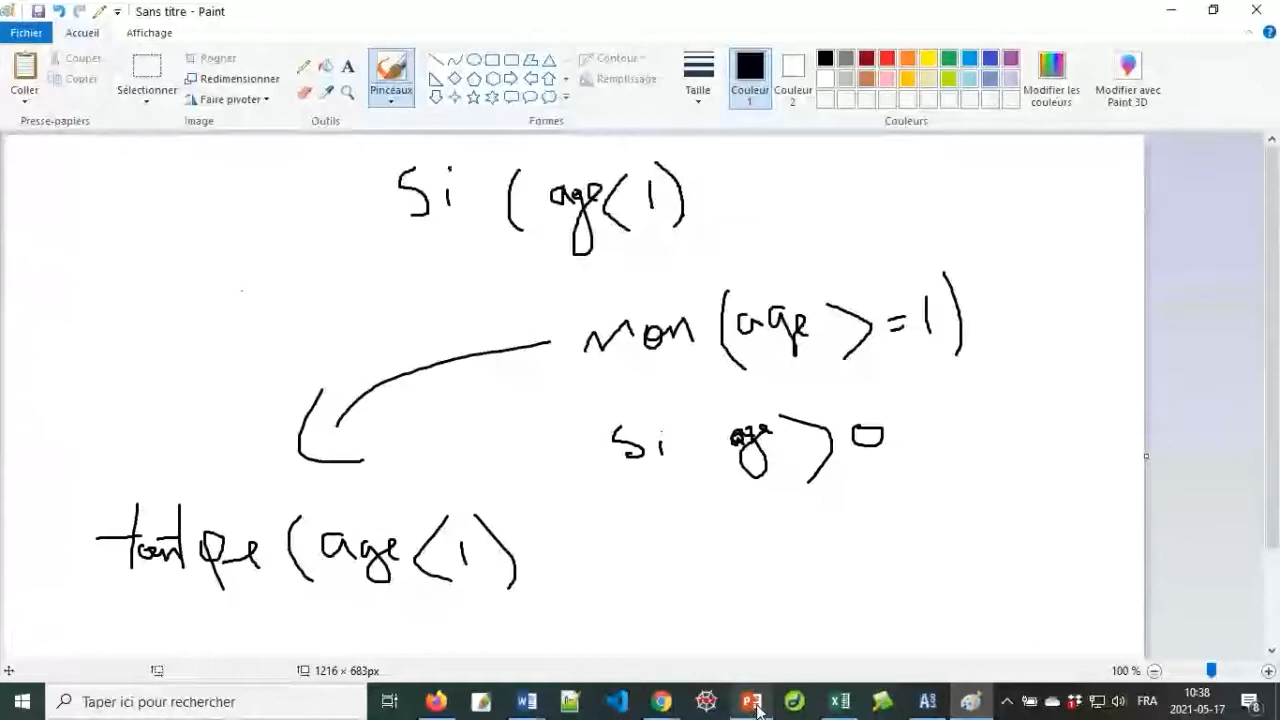 Sans titre - Paint
Fichier Accueil Affichage
Coller
Couper
Copier
Presse-papiers
Sélectionner
Rogner
Redimensionner
Faire pivoter
Image
A
Pinceaux
Outils
Contour
Remplissage
Formes
Taille
Couleur 1
Couleur 2
Modifier les couleurs
Modifier avec Paint 3D
Couleurs
Si (age<1)
Non (age >=1)
Si age >0
tant que (age<1)
1216 × 683px
100 %
Taper ici pour rechercher
FRA
10:38
2021-05-17
8